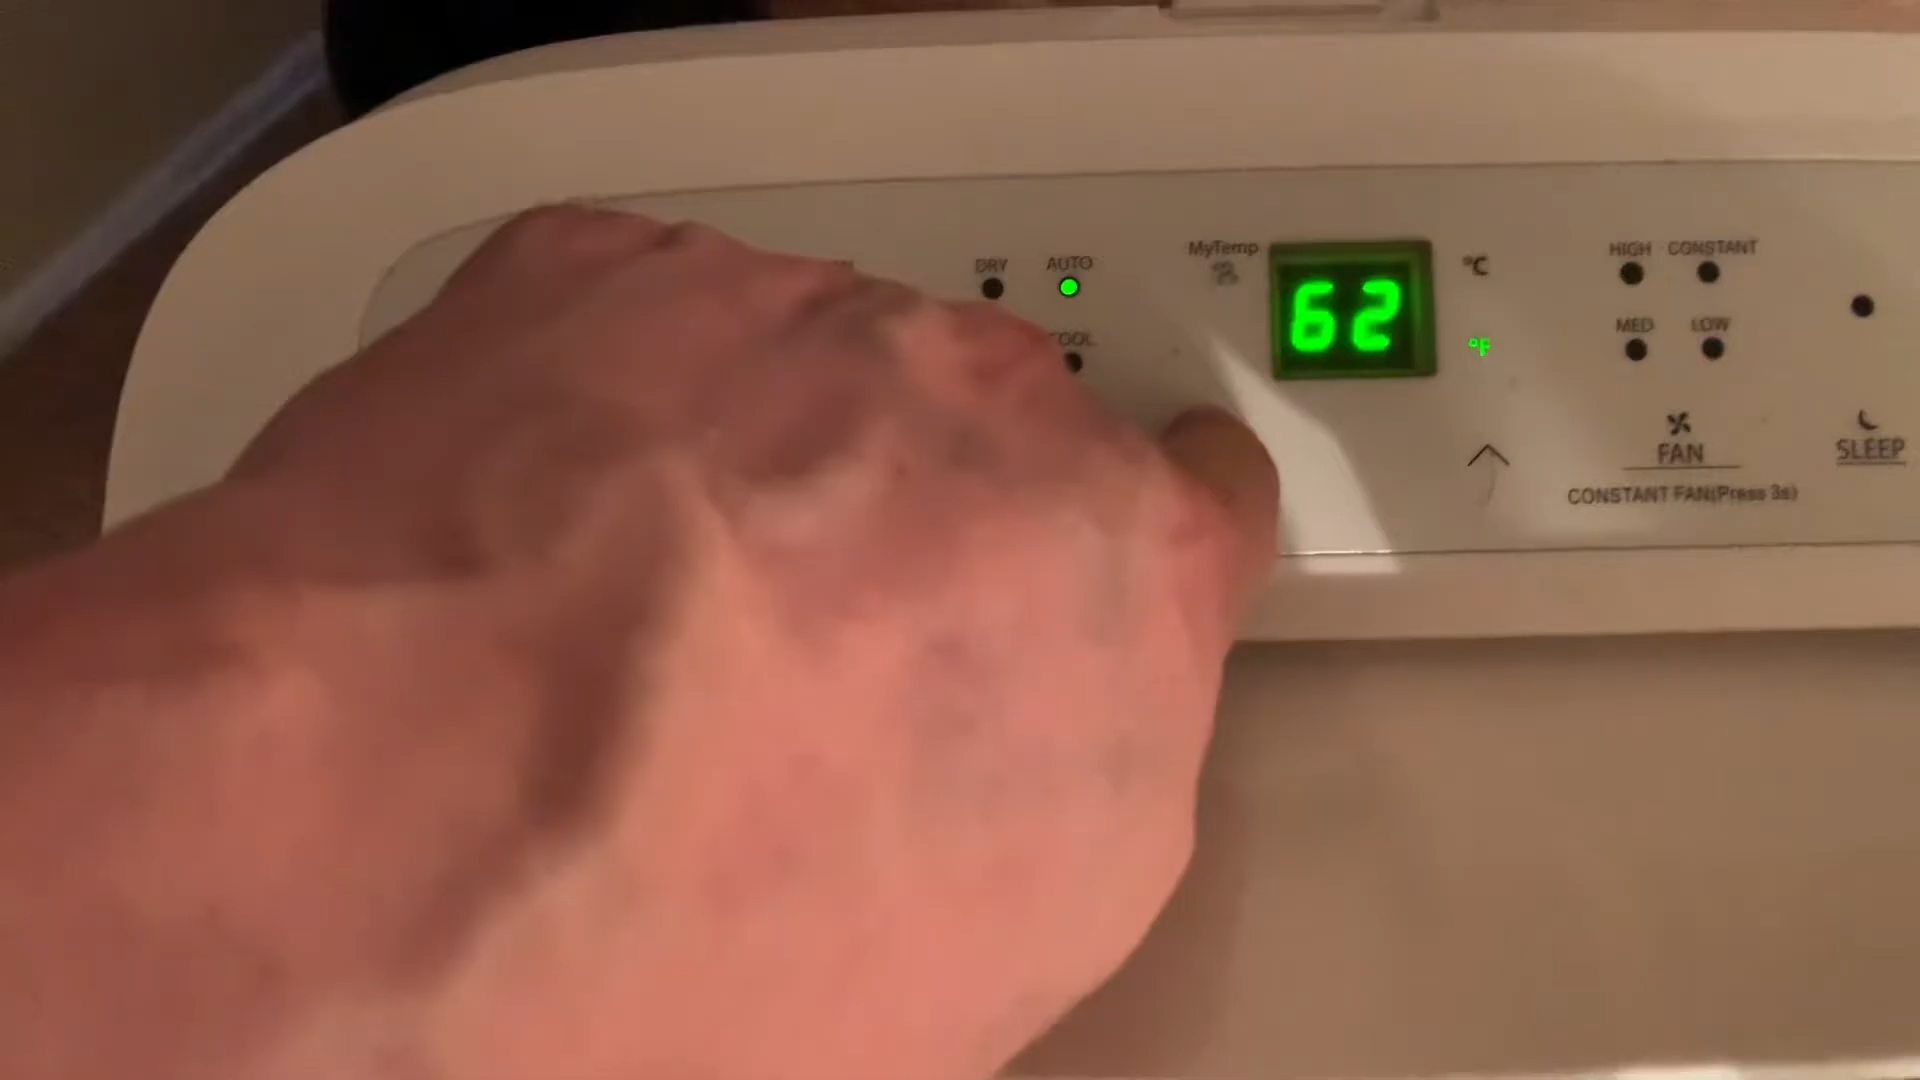 DRY AUTO
MyTemp
62
°C
°F
HIGH CONSTANT
MED LOW
FAN
CONSTANT FAN(Press 3s)
SLEEP